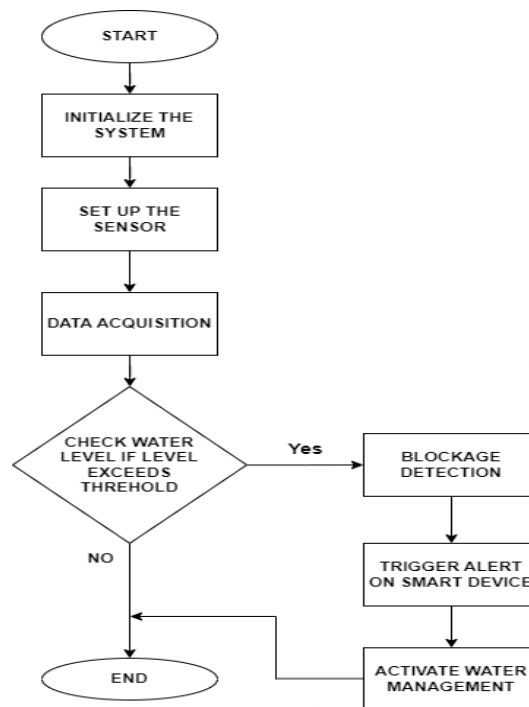 START
INITIALIZE THE
SYSTEM
SET UP THE
SENSOR
DATA ACQUISITION
CHECK WATER
LEVEL IF LEVEL
EXCEEDS
THREHOLD
Yes
BLOCKAGE
DETECTION
NO
TRIGGER ALERT
ON SMART DEVICE
ACTIVATE WATER
MANAGEMENT
END